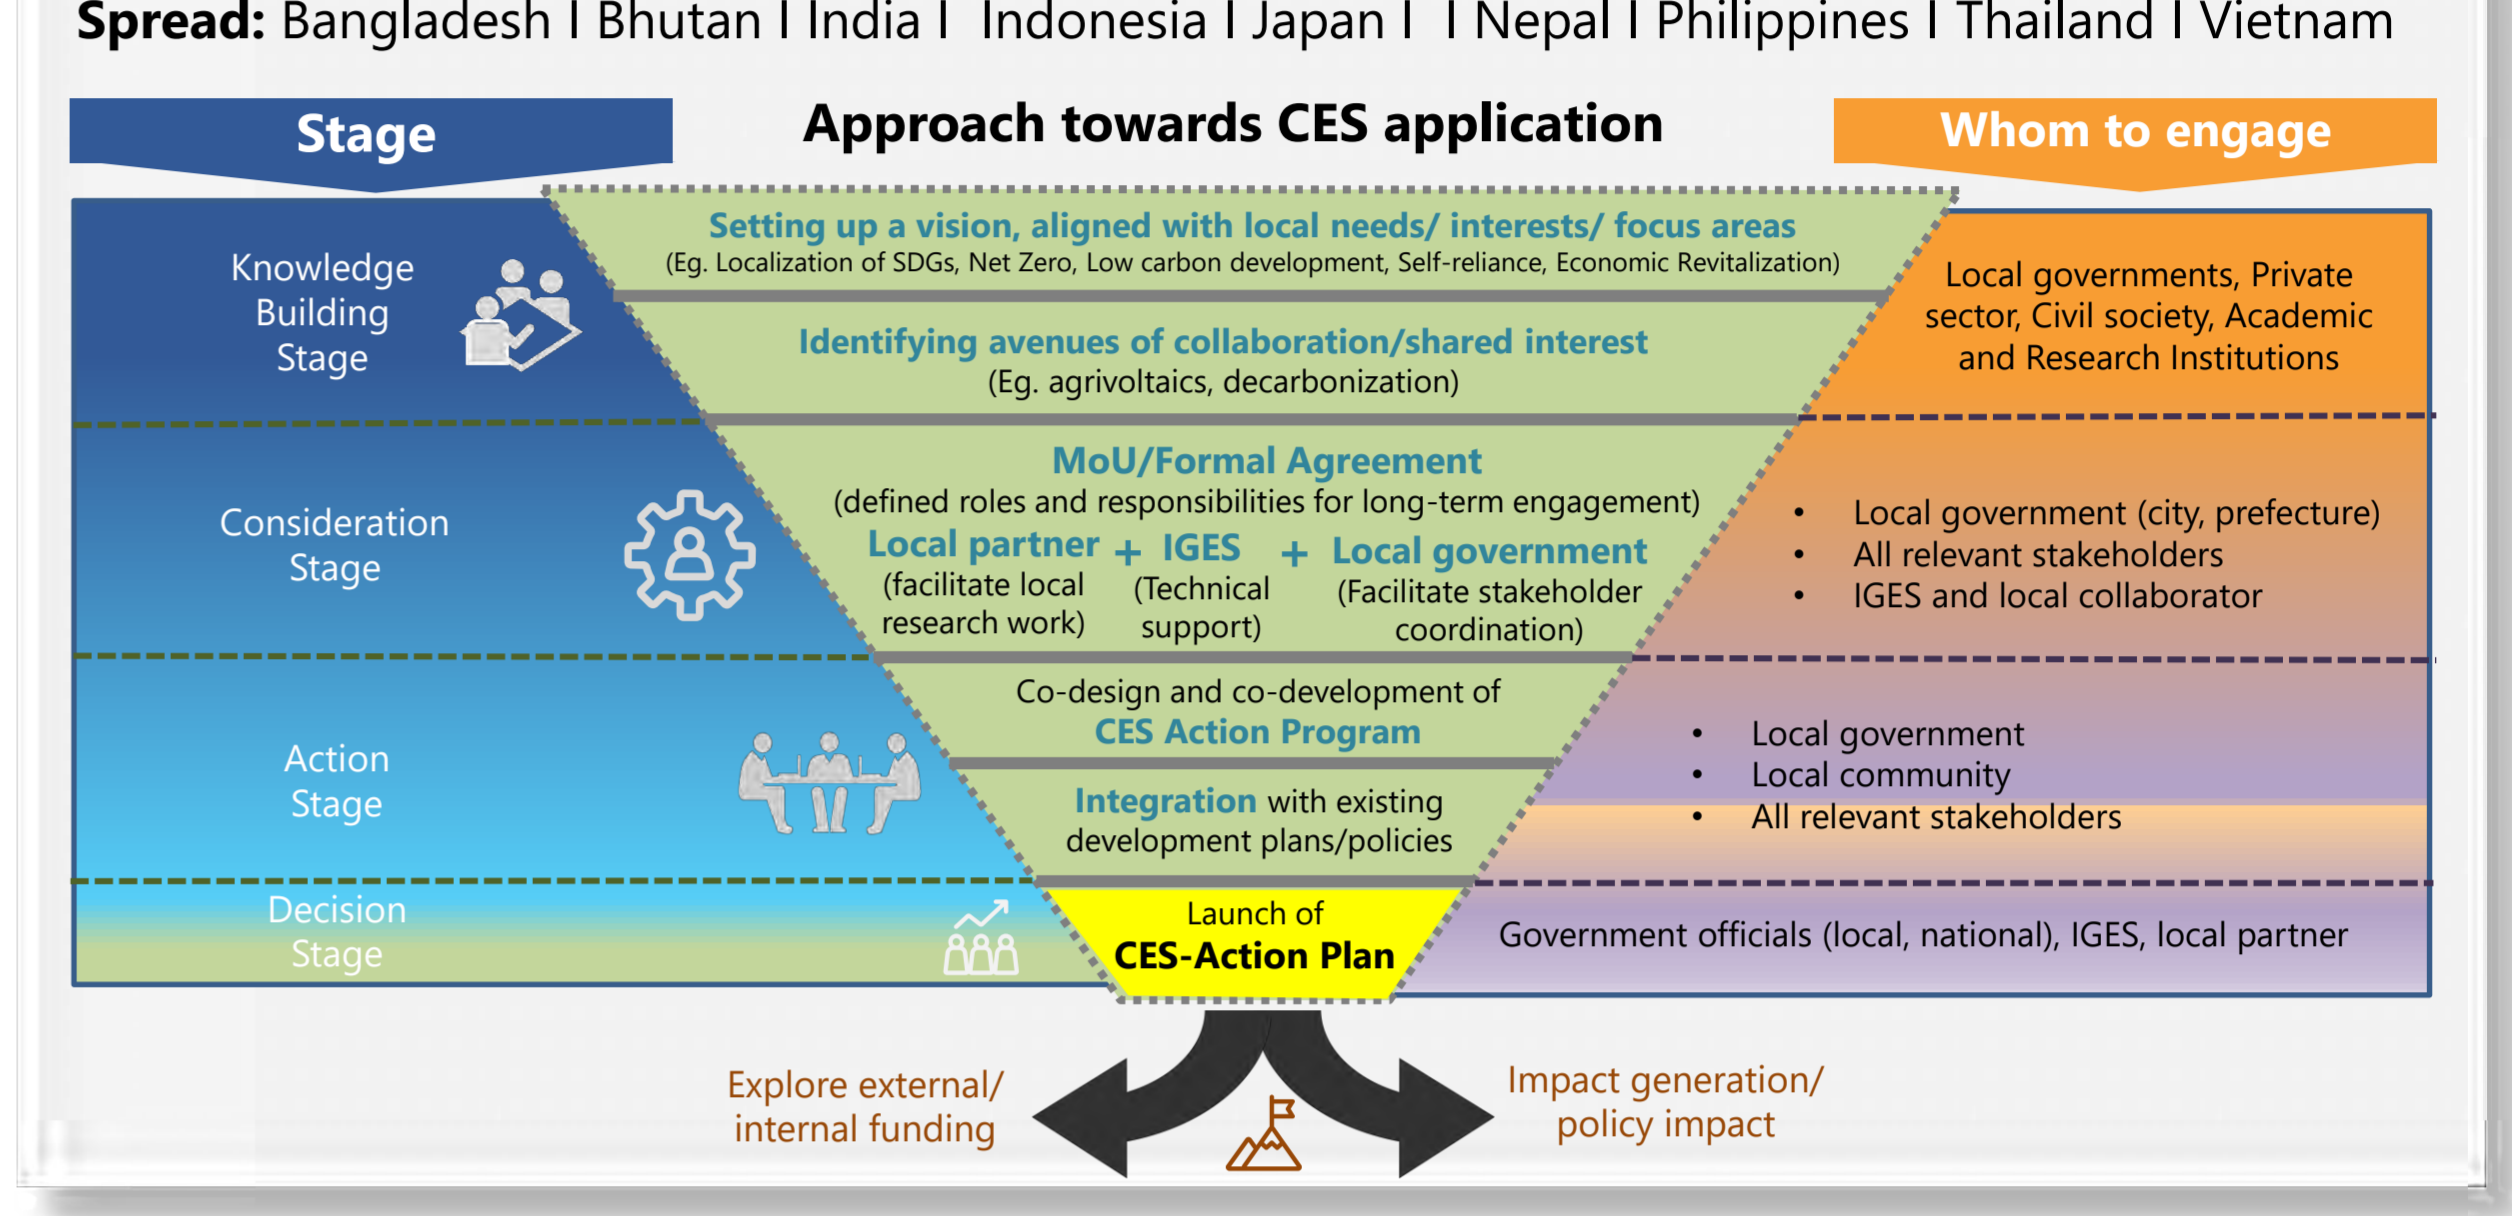 Spread: Bangladesh I Bhutan I India I Indonesia I Japan I I Nepal I Philippines I Thailand I Vietnam
Stage
Approach towards CES application
Whom to engage
Knowledge
Building
Stage
Setting up a vision, aligned with local needs/ interests/ focus areas
(Eg. Localization of SDGs, Net Zero, Low carbon development, Self-reliance, Economic Revitalization)
Identifying avenues of collaboration/shared interest
(Eg. agrivoltaics, decarbonization)
Local governments, Private
sector, Civil society, Academic
and Research Institutions
Consideration
Stage
MoU/Formal Agreement
(defined roles and responsibilities for long-term engagement)
Local partner + IGES + Local government
(facilitate local
research work)
(Technical
support)
(Facilitate stakeholder
coordination)
• Local government (city, prefecture)
• All relevant stakeholders
• IGES and local collaborator
Action
Stage
Co-design and co-development of
CES Action Program
Integration with existing
development plans/policies
• Local government
• Local community
• All relevant stakeholders
Decision
Stage
Launch of
CES-Action Plan
Government officials (local, national), IGES, local partner
Explore external/
internal funding
Impact generation/
policy impact